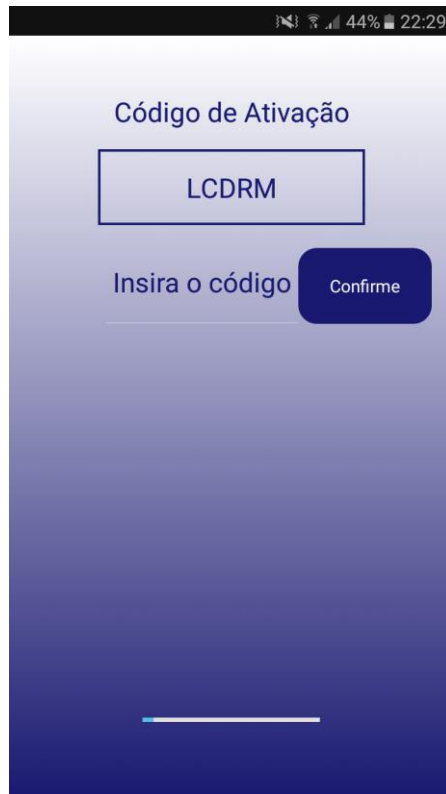 44% 22:29
Código de Ativação
LCDRM
Insira o código
Confirme